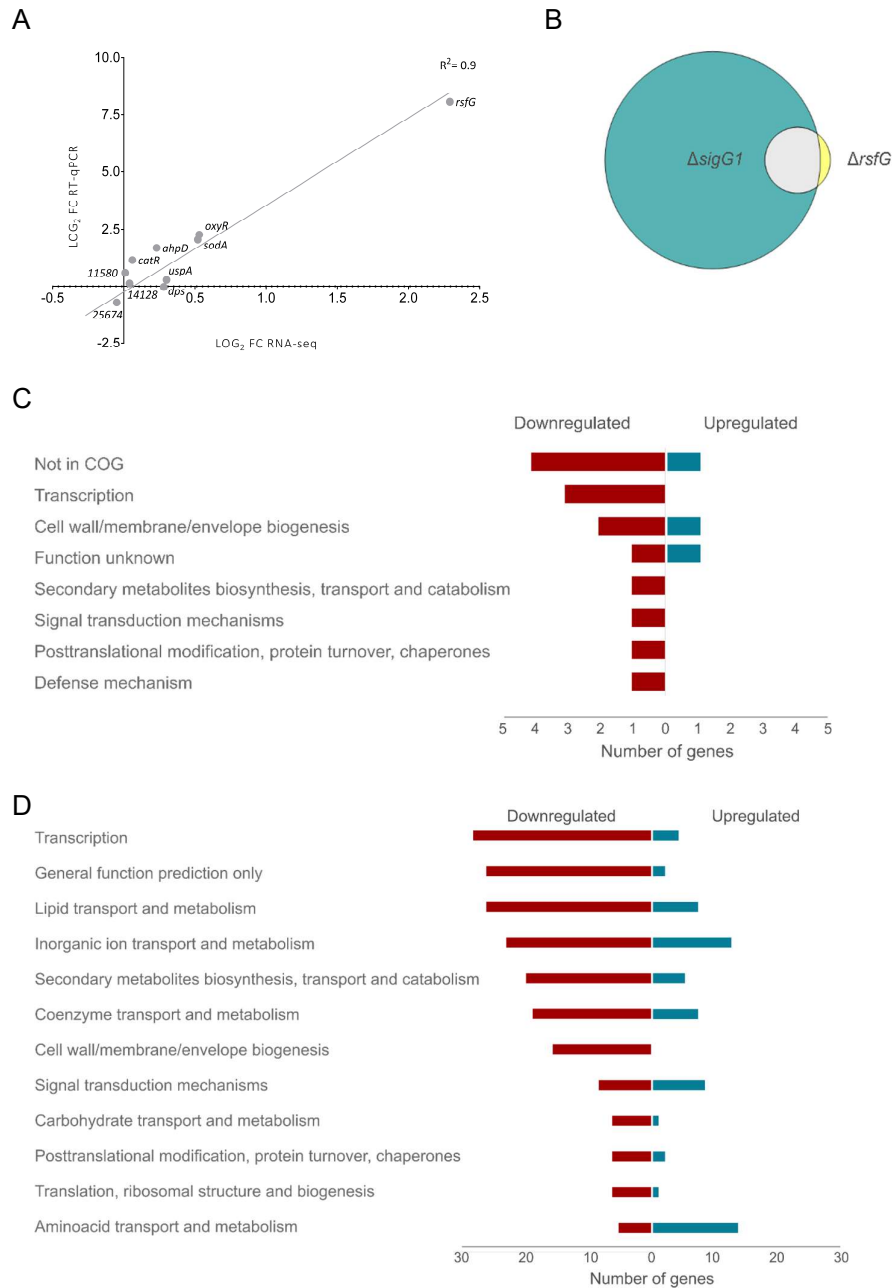 A
10.0
R2= 0.9
7.5
rsfG
LOG2 FC RT-qPCR
5.0
2.5
oxyR
sodA
ahpD
catR
11580
uspA
-0.5
0.5
1.0
1.5
2.0
2.5
14128
dps
25674
-2.5
LOG2 FC RNA-seq
B
ΔsigG1
ΔrsfG
C
Downregulated
Upregulated
Not in COG
Transcription
Cell wall/membrane/envelope biogenesis
Function unknown
Secondary metabolites biosynthesis, transport and catabolism
Signal transduction mechanisms
Posttranslational modification, protein turnover, chaperones
Defense mechanism
5 4 3 2 1 0 1 2 3 4 5
Number of genes
D
Downregulated
Upregulated
Transcription
General function prediction only
Lipid transport and metabolism
Inorganic ion transport and metabolism
Secondary metabolites biosynthesis, transport and catabolism
Coenzyme transport and metabolism
Cell wall/membrane/envelope biogenesis
Signal transduction mechanisms
Carbohydrate transport and metabolism
Posttranslational modification, protein turnover, chaperones
Translation, ribosomal structure and biogenesis
Aminoacid transport and metabolism
30 20 10 0 10 20 30
Number of genes